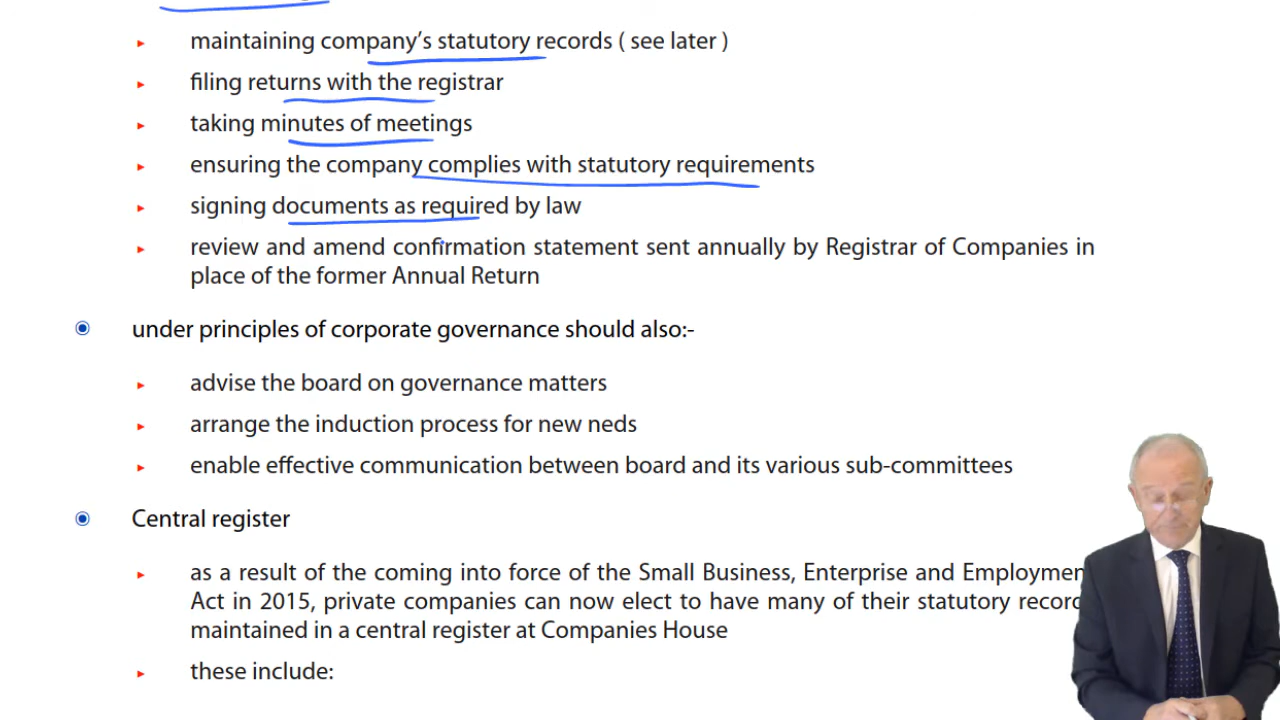 maintaining company's statutory records ( see later )
filing returns with the registrar
taking minutes of meetings
ensuring the company complies with statutory requirements
signing documents as required by law
review and amend confirmation statement sent annually by Registrar of Companies in
place of the former Annual Return
under principles of corporate governance should also:-
advise the board on governance matters
arrange the induction process for new neds
enable effective communication between board and its various sub-committees
Central register
as a result of the coming into force of the Small Business, Enterprise and
Act in 2015, private companies can now elect to have many of their statutory
maintained in a central register at Companies House
these include: